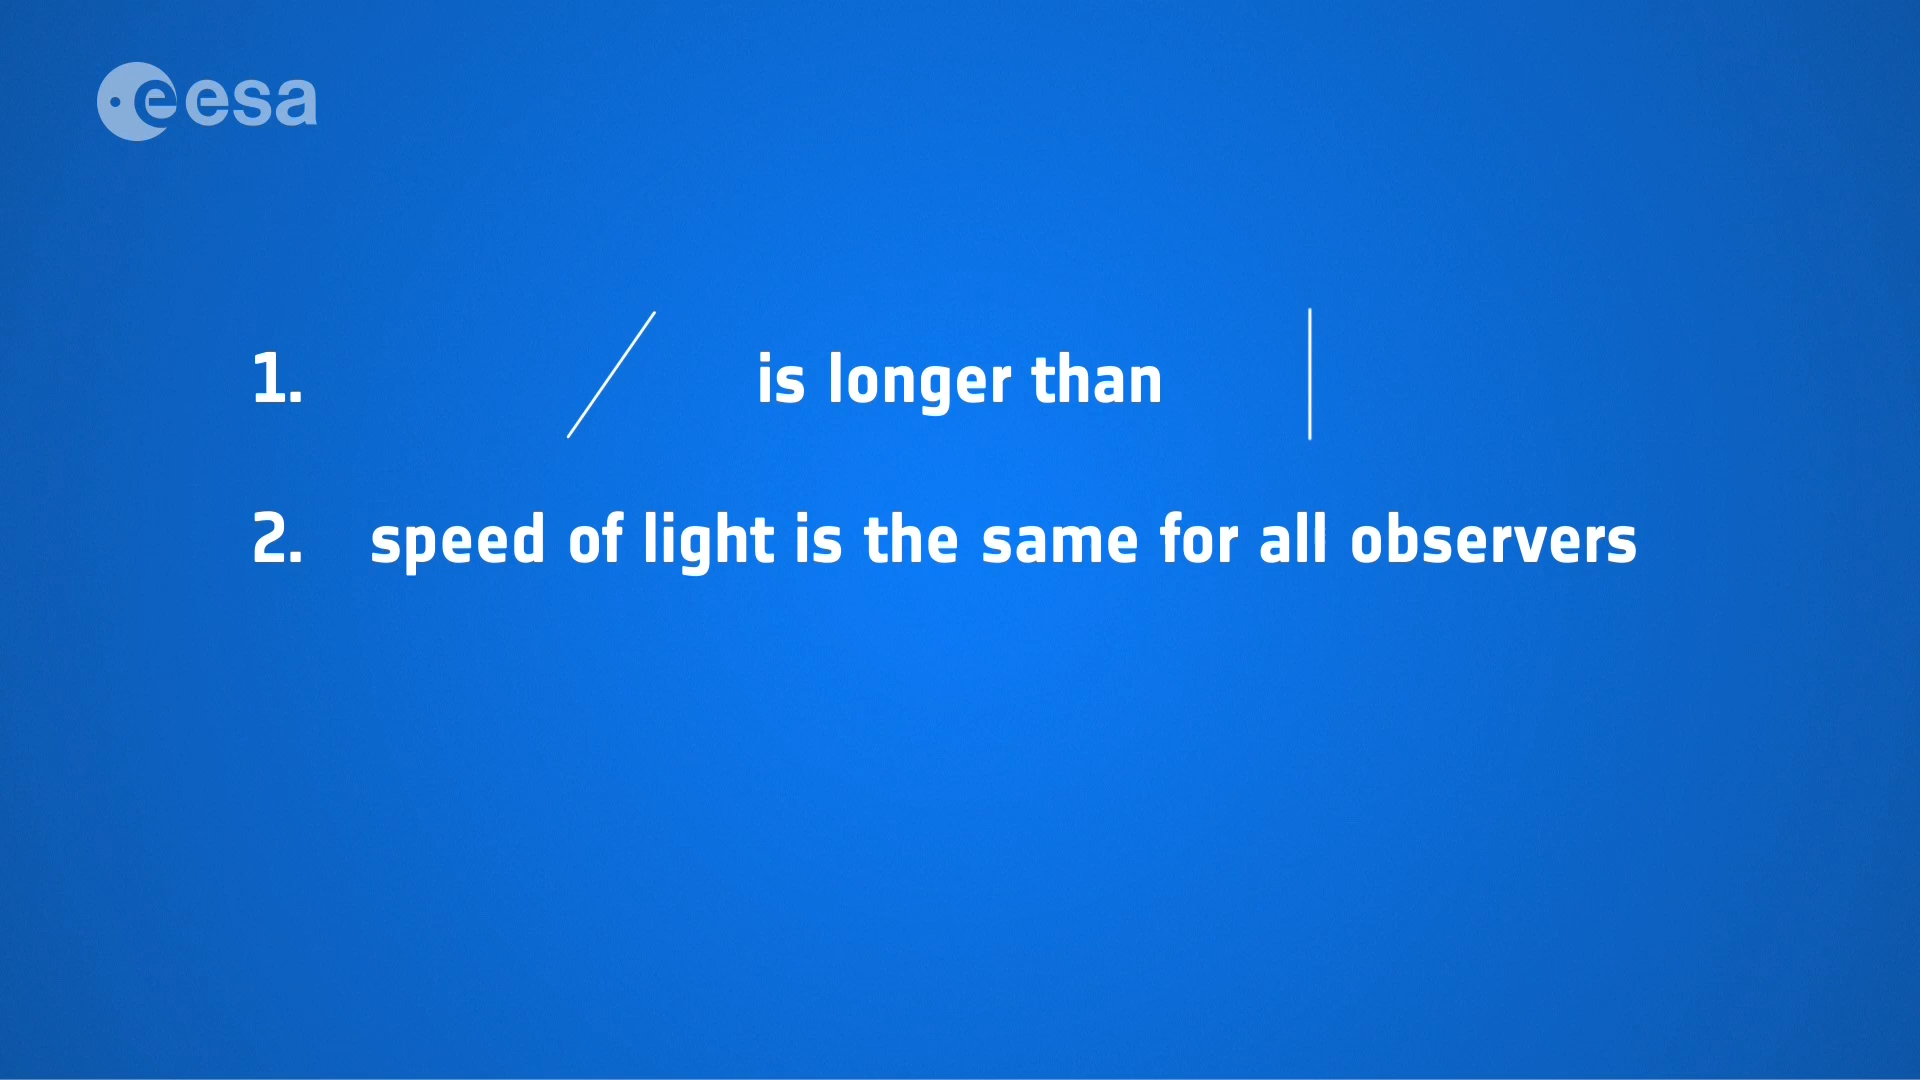 esa
1. is longer than
2. speed of light is the same for all observers